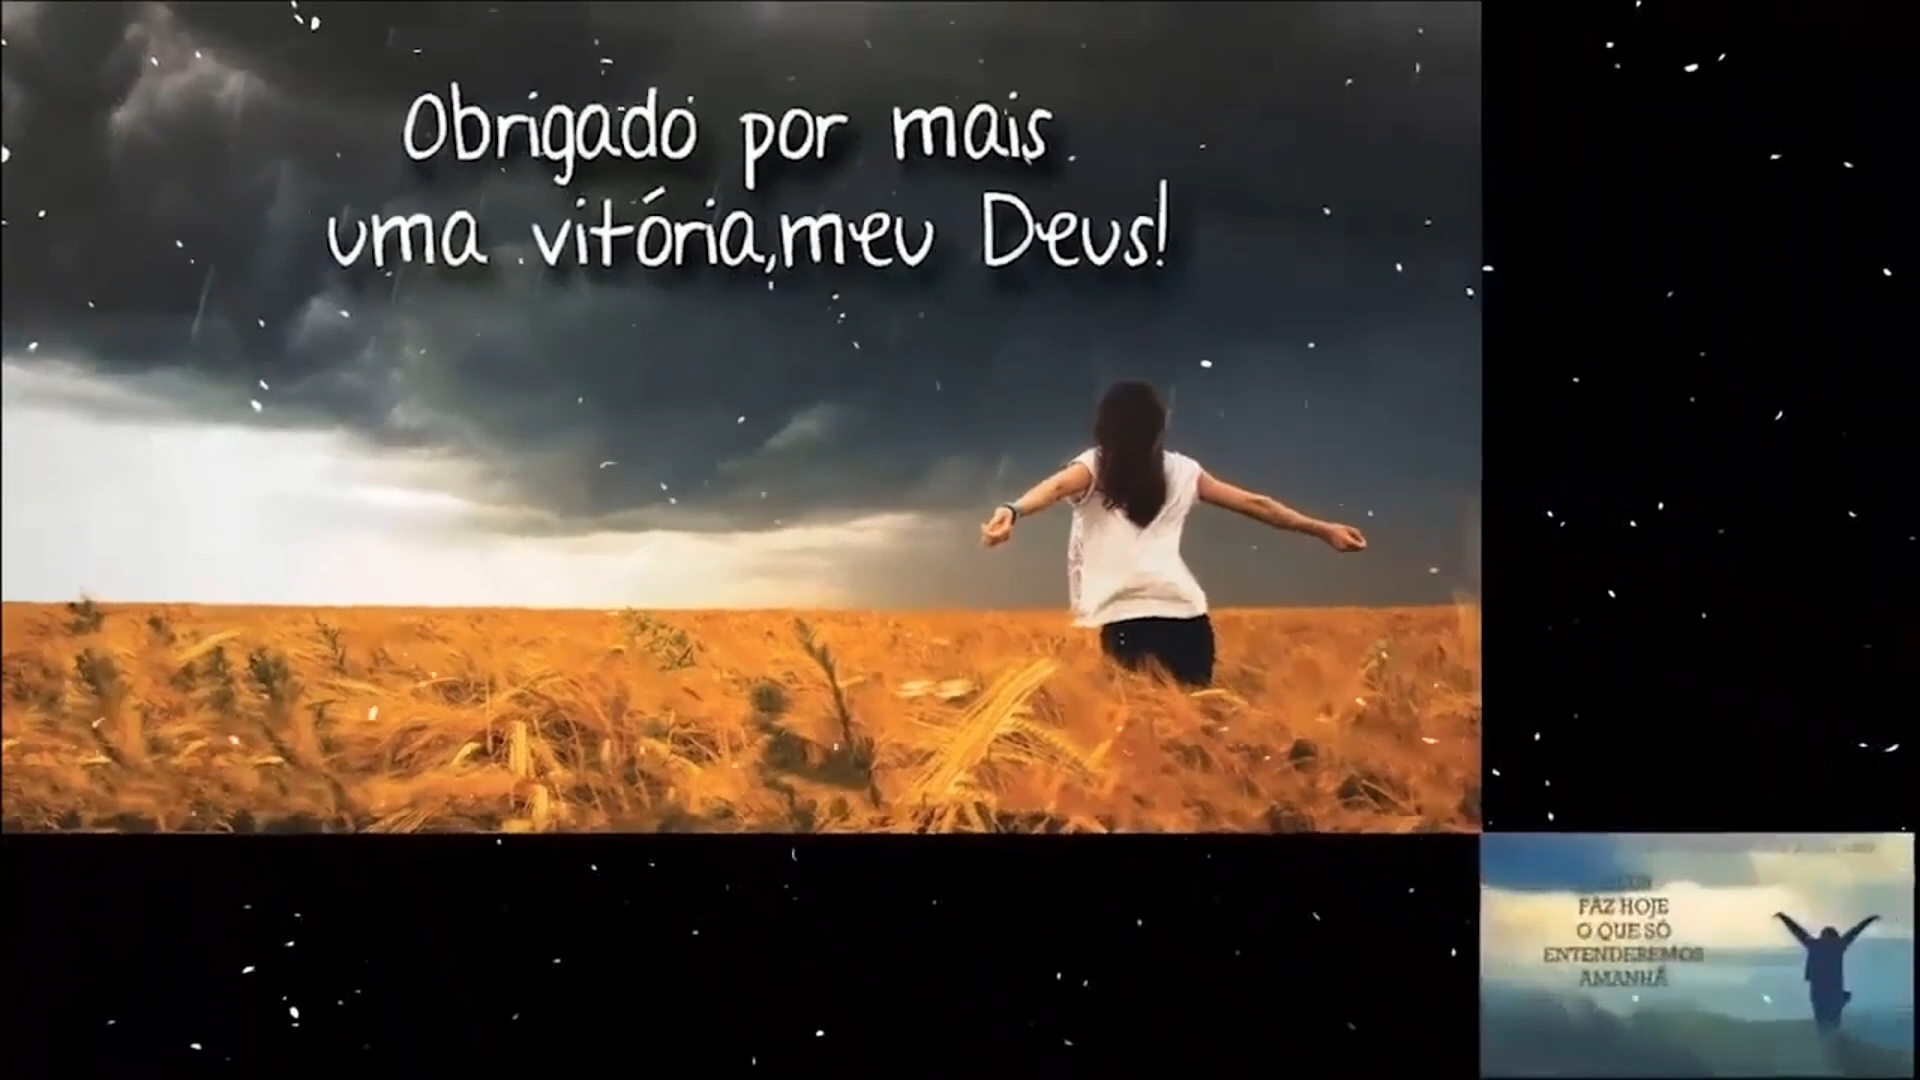 Obrigado por mais
uma vitória,meu Deus!
FAZ HOJE
O QUE SÓ
ENTENDEREMOS
AMANHÃ